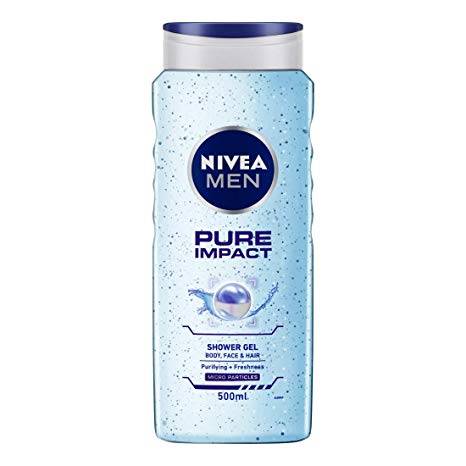 NIVEA
MEN
PURE
IMPACT
SHOWER GEL
BODY, FACE & HAIR
Purifying + Freshness
MICRO PARTICLES
500ml